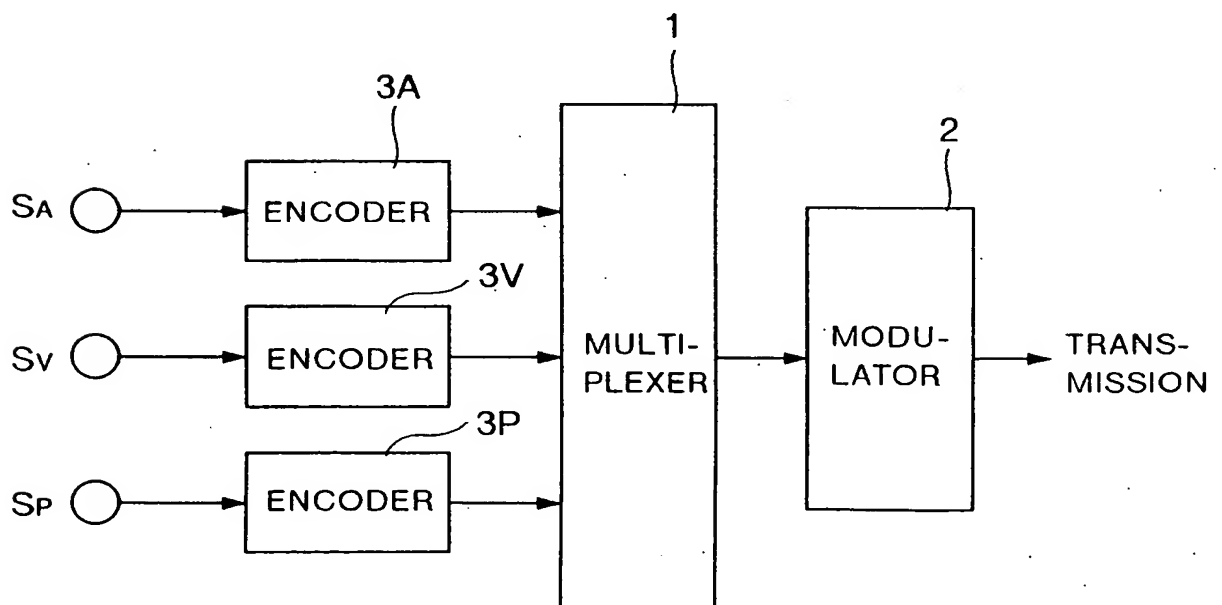 1
3A
2
SA
ENCODER
3V
SV
ENCODER
MULTI-
PLEXER
MODU-
LATOR
TRANS-
MISSION
3P
SP
ENCODER